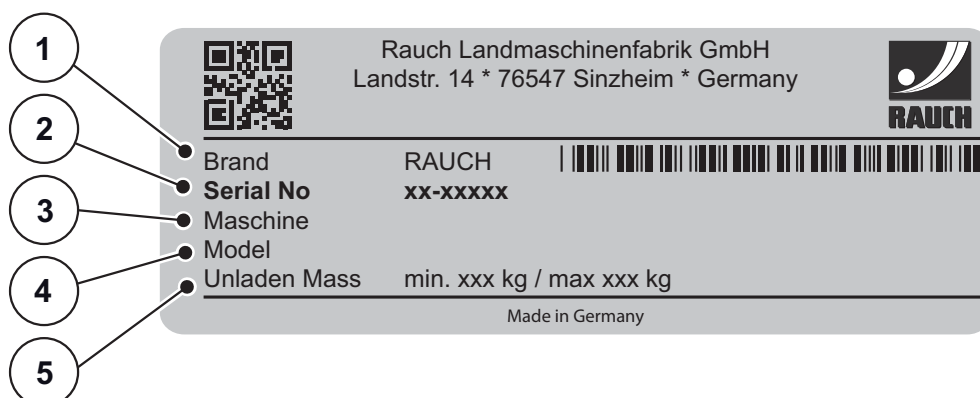 1
2
3
4
5
Rauch Landmaschinenfabrik GmbH
Landstr. 14 * 76547 Sinzheim * Germany
RAUCH
Brand RAUCH
Serial No xx-xxxxx
Maschine
Model
Unladen Mass min. xxx kg / max xxx kg
Made in Germany